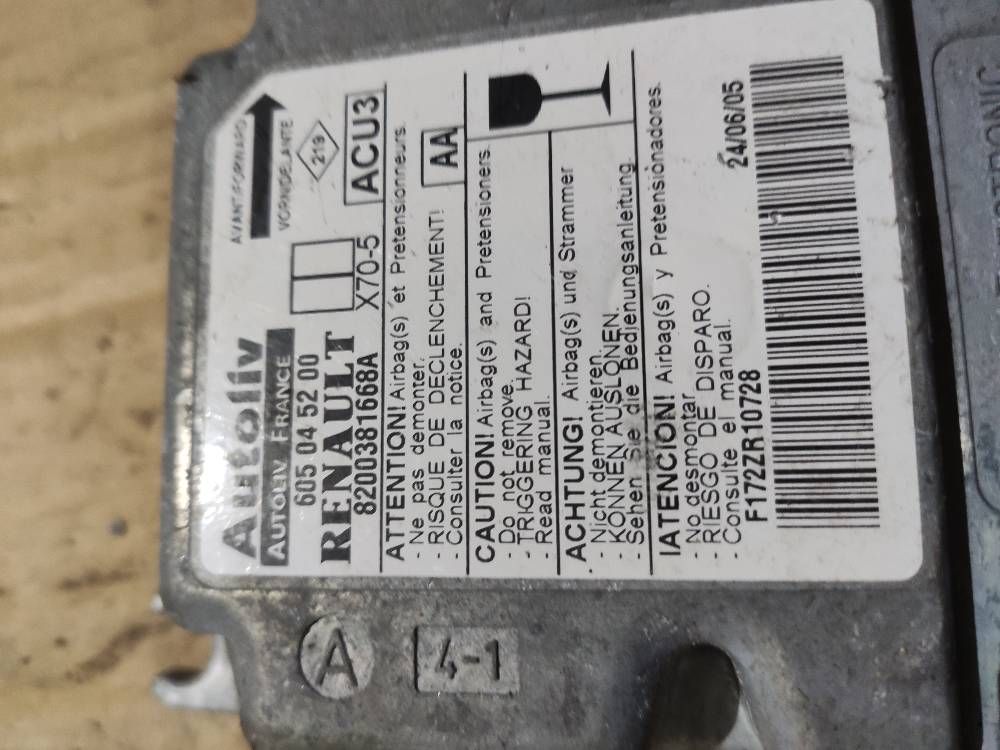 Autoliv
AUTOLIV FRANCE
605 04 52 00
RENAULT
8200381668A
X70-5
AVANT/FORWARD
VORN/DELANTE
219
ACU3
ATTENTION! Airbag(s) et Pretensionneurs.
- Ne pas demonter.
- RISQUE DE DECLENCHEMENT!
- Consulter la notice.
AA
CAUTION! Airbag(s) and Pretensioners.
- Do not remove.
- TRIGGERING HAZARD!
- Read manual.
ACHTUNG! Airbag(s) und Strammer
- Nicht demontieren.
- KONNEN AUSLONEN.
- Sehen Sie die Bedienungsanleitung
!ATENCION! Airbag(s) y Pretensionadores.
- No desmontar
- RIESGO DE DISPARO.
- Consulte el manual.
F172ZR10728
24/06/05
A
4-1